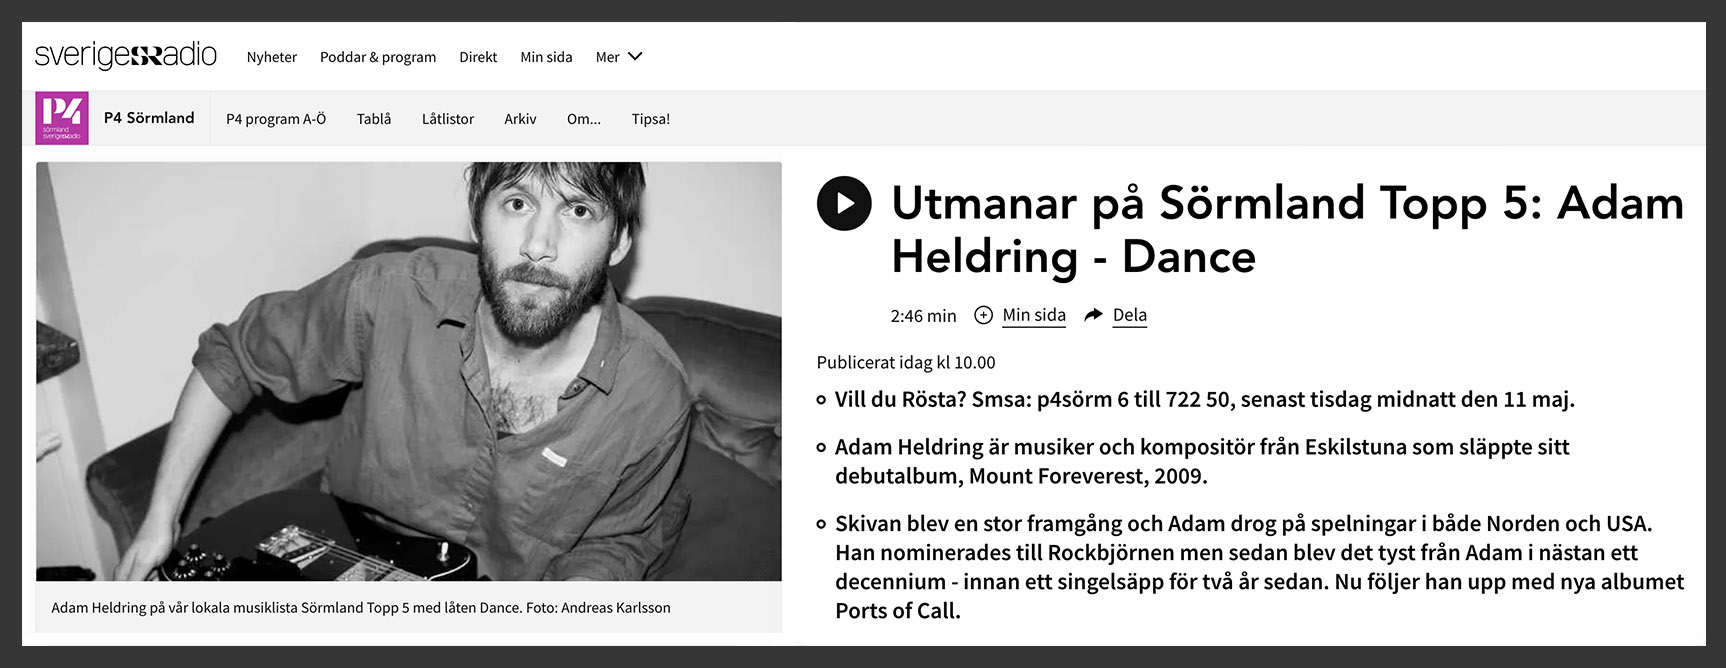 sverigesradio
Nyheter
Poddar & program
Direkt
Min sida
Mer
P4
sörmland
sverigesradio
P4 Sörmland
P4 program A-Ö
Tablå
Låtlistor
Arkiv
Om...
Tipsa!
Utmanar på Sörmland Topp 5: Adam
Heldring - Dance
2:46 min
Min sida
Dela
Publicerat idag kl 10.00
Vill du Rösta? Smsa: p4sörm 6 till 722 50, senast tisdag midnatt den 11 maj.
Adam Heldring är musiker och kompositör från Eskilstuna som släppte sitt
debutalbum, Mount Foreverest, 2009.
Skivan blev en stor framgång och Adam drog på spelningar i både Norden och USA.
Han nominerades till Rockbjörnen men sedan blev det tyst från Adam i nästan ett
decennium - innan ett singelsäpp för två år sedan. Nu följer han upp med nya albumet
Ports of Call.
Adam Heldring på vår lokala musiklista Sörmland Topp 5 med låten Dance. Foto: Andreas Karlsson